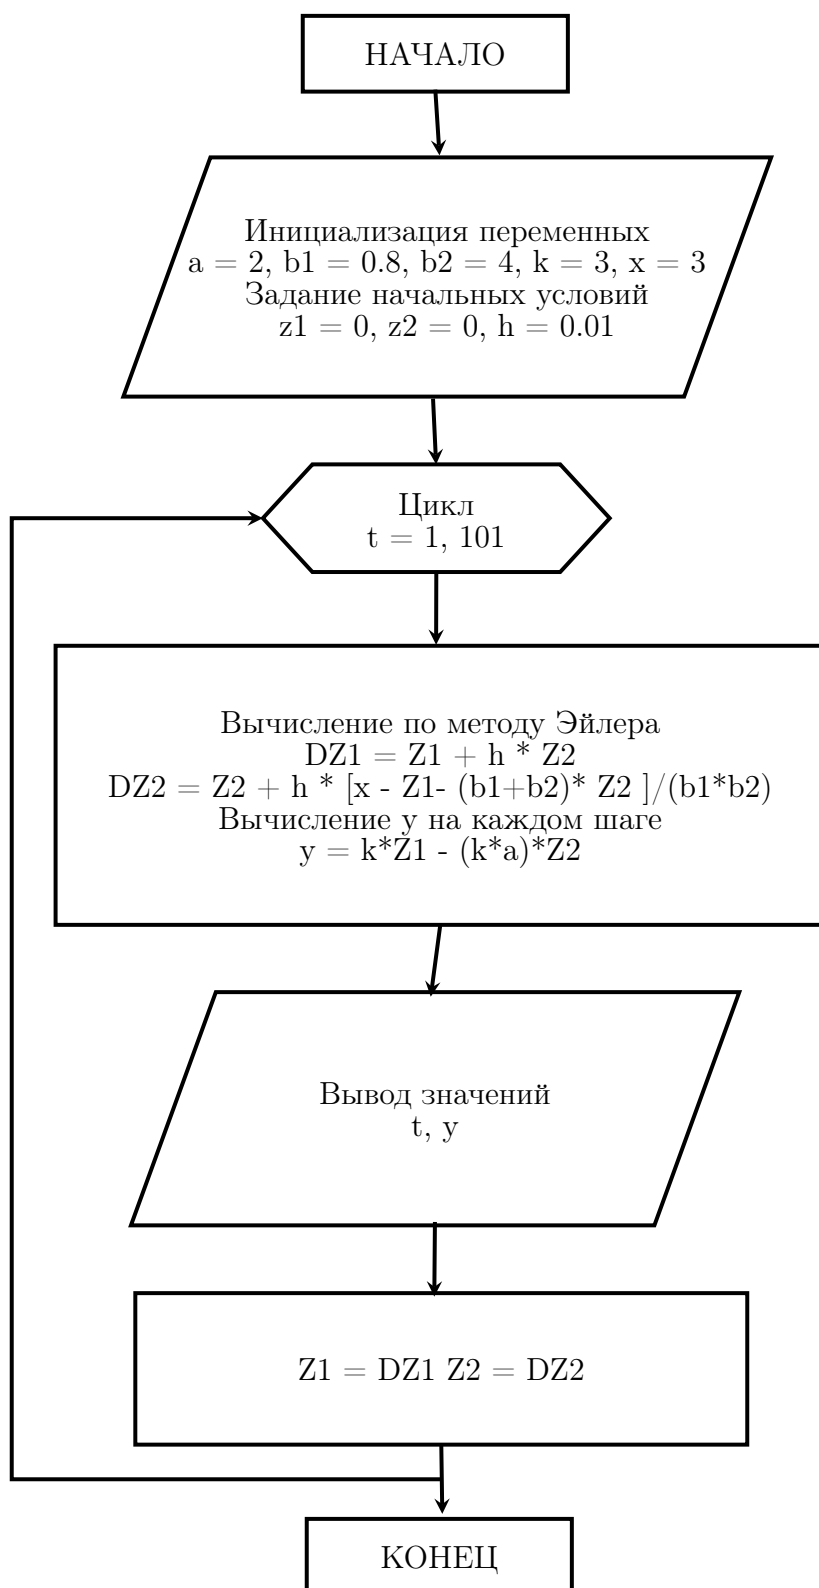 НАЧАЛО
Инициализация переменных
a = 2, b1 = 0.8, b2 = 4, k = 3, x = 3
Задание начальных условий
z1 = 0, z2 = 0, h = 0.01
Цикл
t = 1, 101
Вычисление по методу Эйлера
DZ1 = Z1 + h * Z2
DZ2 = Z2 + h * [x - Z1- (b1+b2)* Z2 ]/(b1*b2)
Вычисление y на каждом шаге
y = k*Z1 - (k*a)*Z2
Вывод значений
t, y
Z1 = DZ1 Z2 = DZ2
КОНЕЦ